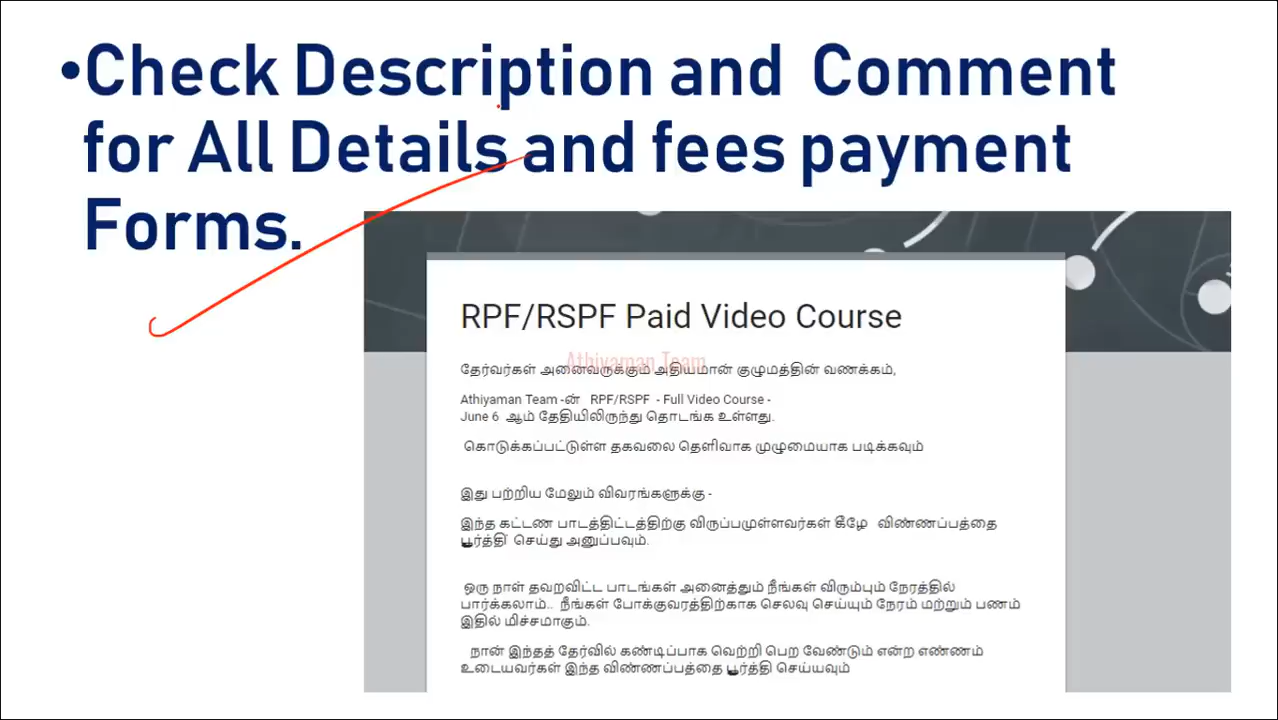 •Check Description and Comment
for All Details and fees payment
Forms.
RPF/RSPF Paid Video Course
Athiyaman Team
தேர்வர்கள் அனைவருக்கும் அதியமான் குழுமத்தின் வணக்கம்,
Athiyaman Team -ன் RPF/RSPF - Full Video Course -
June 6 ஆம் தேதியிலிருந்து தொடங்க உள்ளது.
கொடுக்கப்பட்டுள்ள தகவலை தெளிவாக முழுமையாக படிக்கவும்
இது பற்றிய மேலும் விவரங்களுக்கு -
இந்த கட்டண பாடத்திட்டத்திற்கு விருப்பமுள்ளவர்கள் கீழே விண்ணப்பத்தை
பூர்த்தி செய்து அனுப்பவும்.
ஒரு நாள் தவறவிட்ட பாடங்கள் அனைத்தும் நீங்கள் விரும்பும் நேரத்தில்
பார்க்கலாம்.. நீங்கள் போக்குவரத்திற்காக செலவு செய்யும் நேரம் மற்றும் பணம்
இதில் மிச்சமாகும்.
நான் இந்தத் தேர்வில் கண்டிப்பாக வெற்றி பெற வேண்டும் என்ற எண்ணம்
உடையவர்கள் இந்த விண்ணப்பத்தை பூர்த்தி செய்யவும்